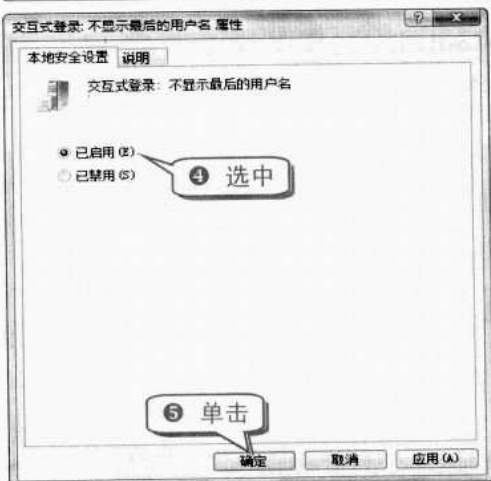 交互式登录: 不显示最后的用户名 属性
本地安全设置 说明
交互式登录: 不显示最后的用户名
已启用(E)
❹ 选中
已禁用(S)
❺ 单击
确定 取消 应用(A)